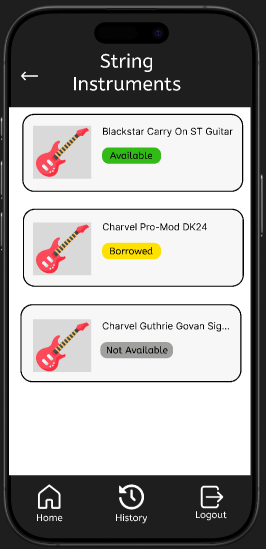 String
Instruments
Blackstar Carry On ST Guitar
Available
Charvel Pro-Mod DK24
Borrowed
Charvel Guthrie Govan Sig...
Not Available
Home
History
Logout